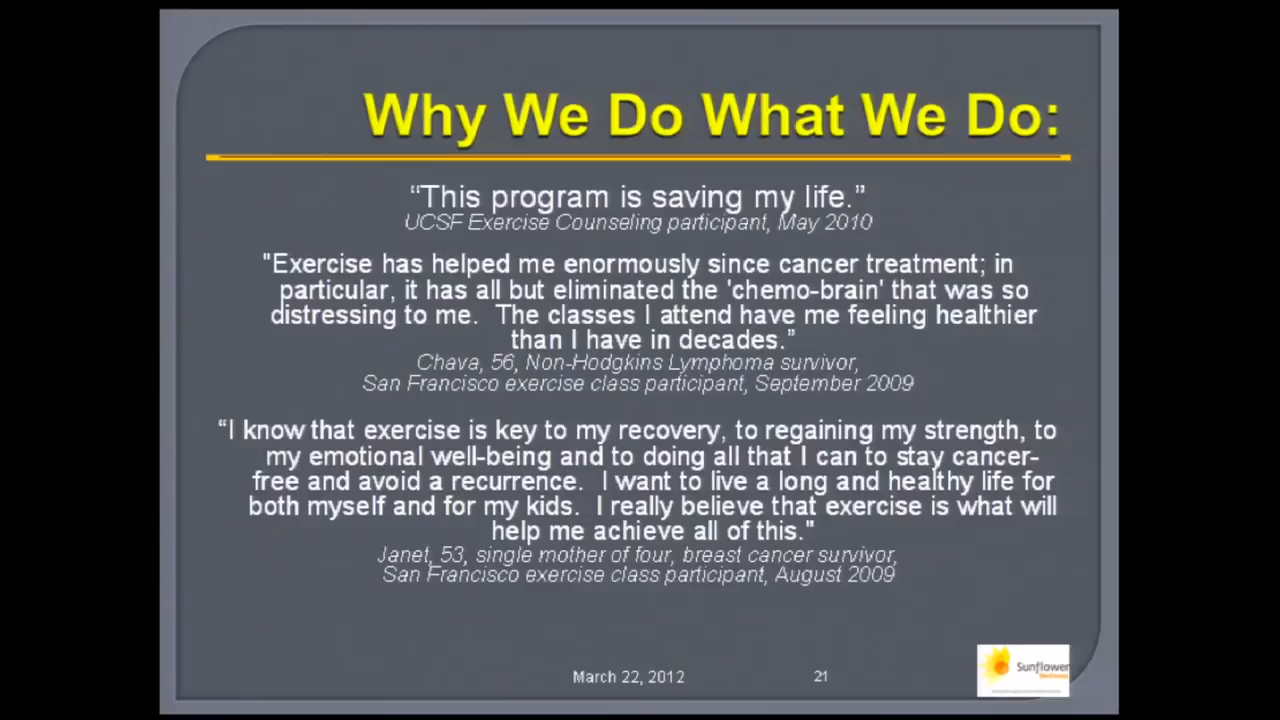 Why We Do What We Do:
“This program is saving my life.”
UCSF Exercise Counseling participant, May 2010
"Exercise has helped me enormously since cancer treatment; in
particular, it has all but eliminated the 'chemo-brain' that was so
distressing to me. The classes I attend have me feeling healthier
than I have in decades.”
Chava, 56, Non-Hodgkins Lymphoma survivor,
San Francisco exercise class participant, September 2009
“I know that exercise is key to my recovery, to regaining my strength, to
my emotional well-being and to doing all that I can to stay cancer-
free and avoid a recurrence. I want to live a long and healthy life for
both myself and for my kids. I really believe that exercise is what will
help me achieve all of this."
Janet, 53, single mother of four, breast cancer survivor,
San Francisco exercise class participant, August 2009
March 22, 2012
21
Sunflower